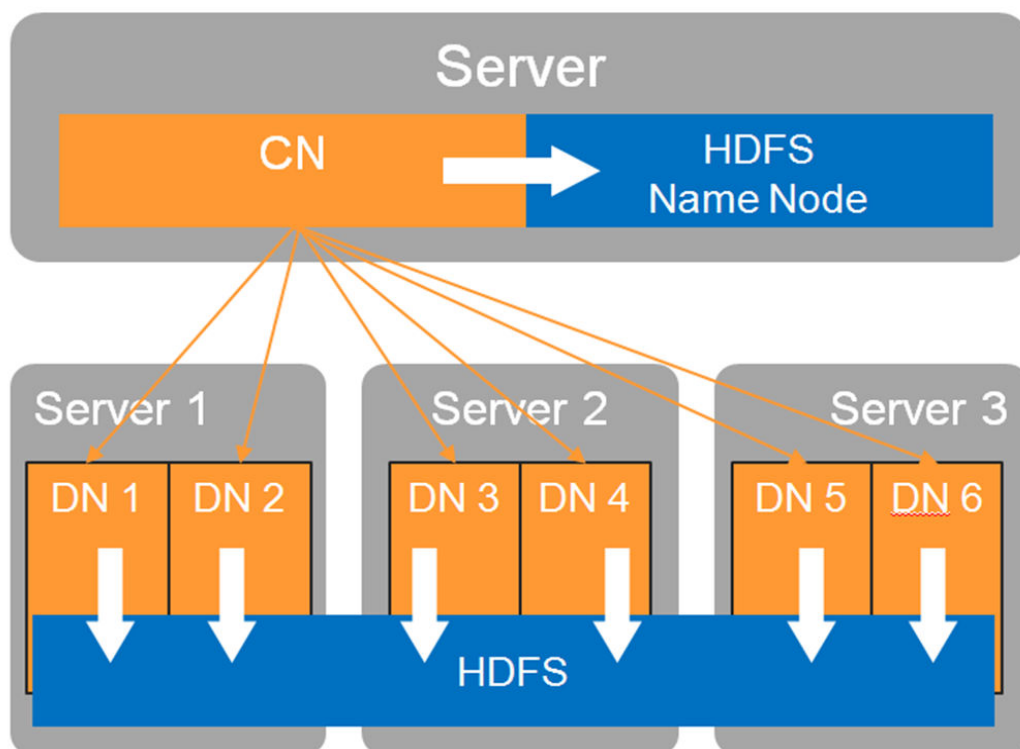 Server
CN
HDFS
Name Node
Server 1
Server 2
Server 3
DN 1
DN 2
DN 3
DN 4
DN 5
DN 6
HDFS